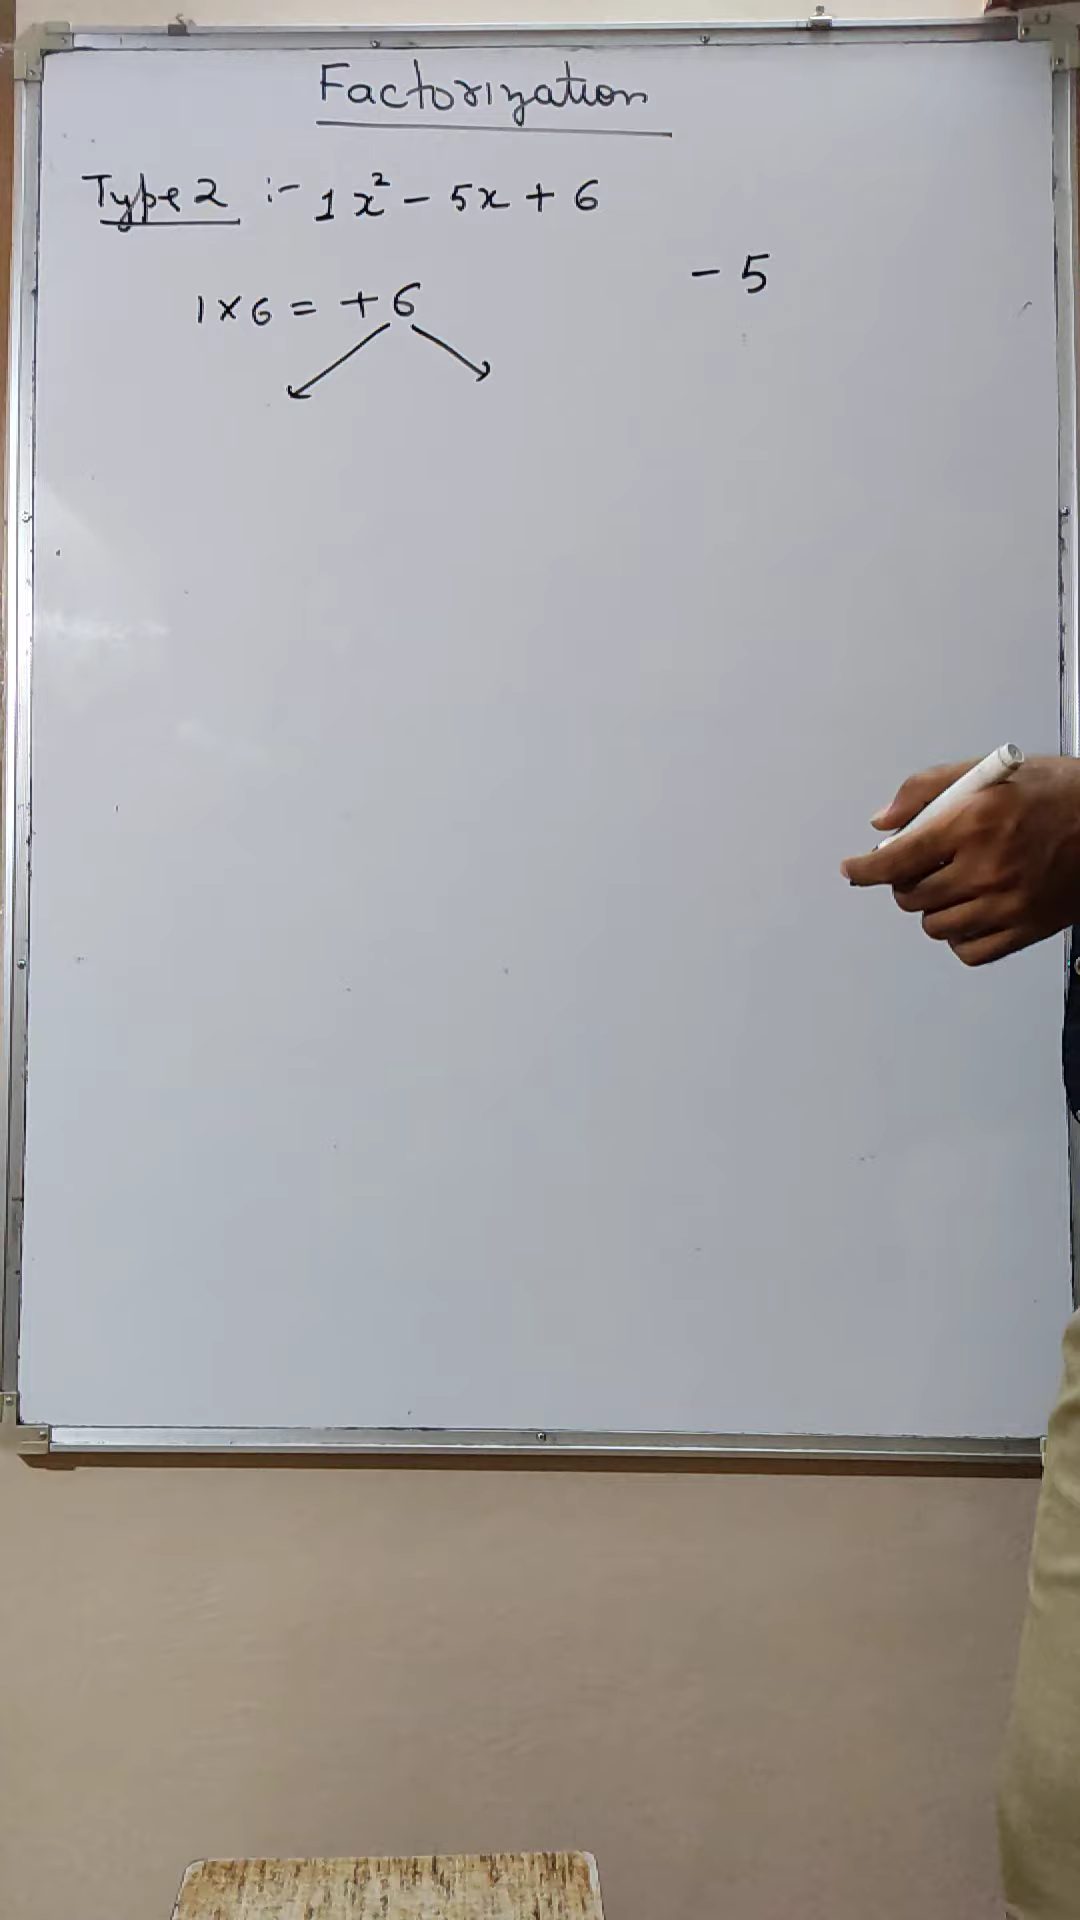 Factorization
Type 2 :- 1x² - 5x + 6
- 5
1 × 6 = + 6